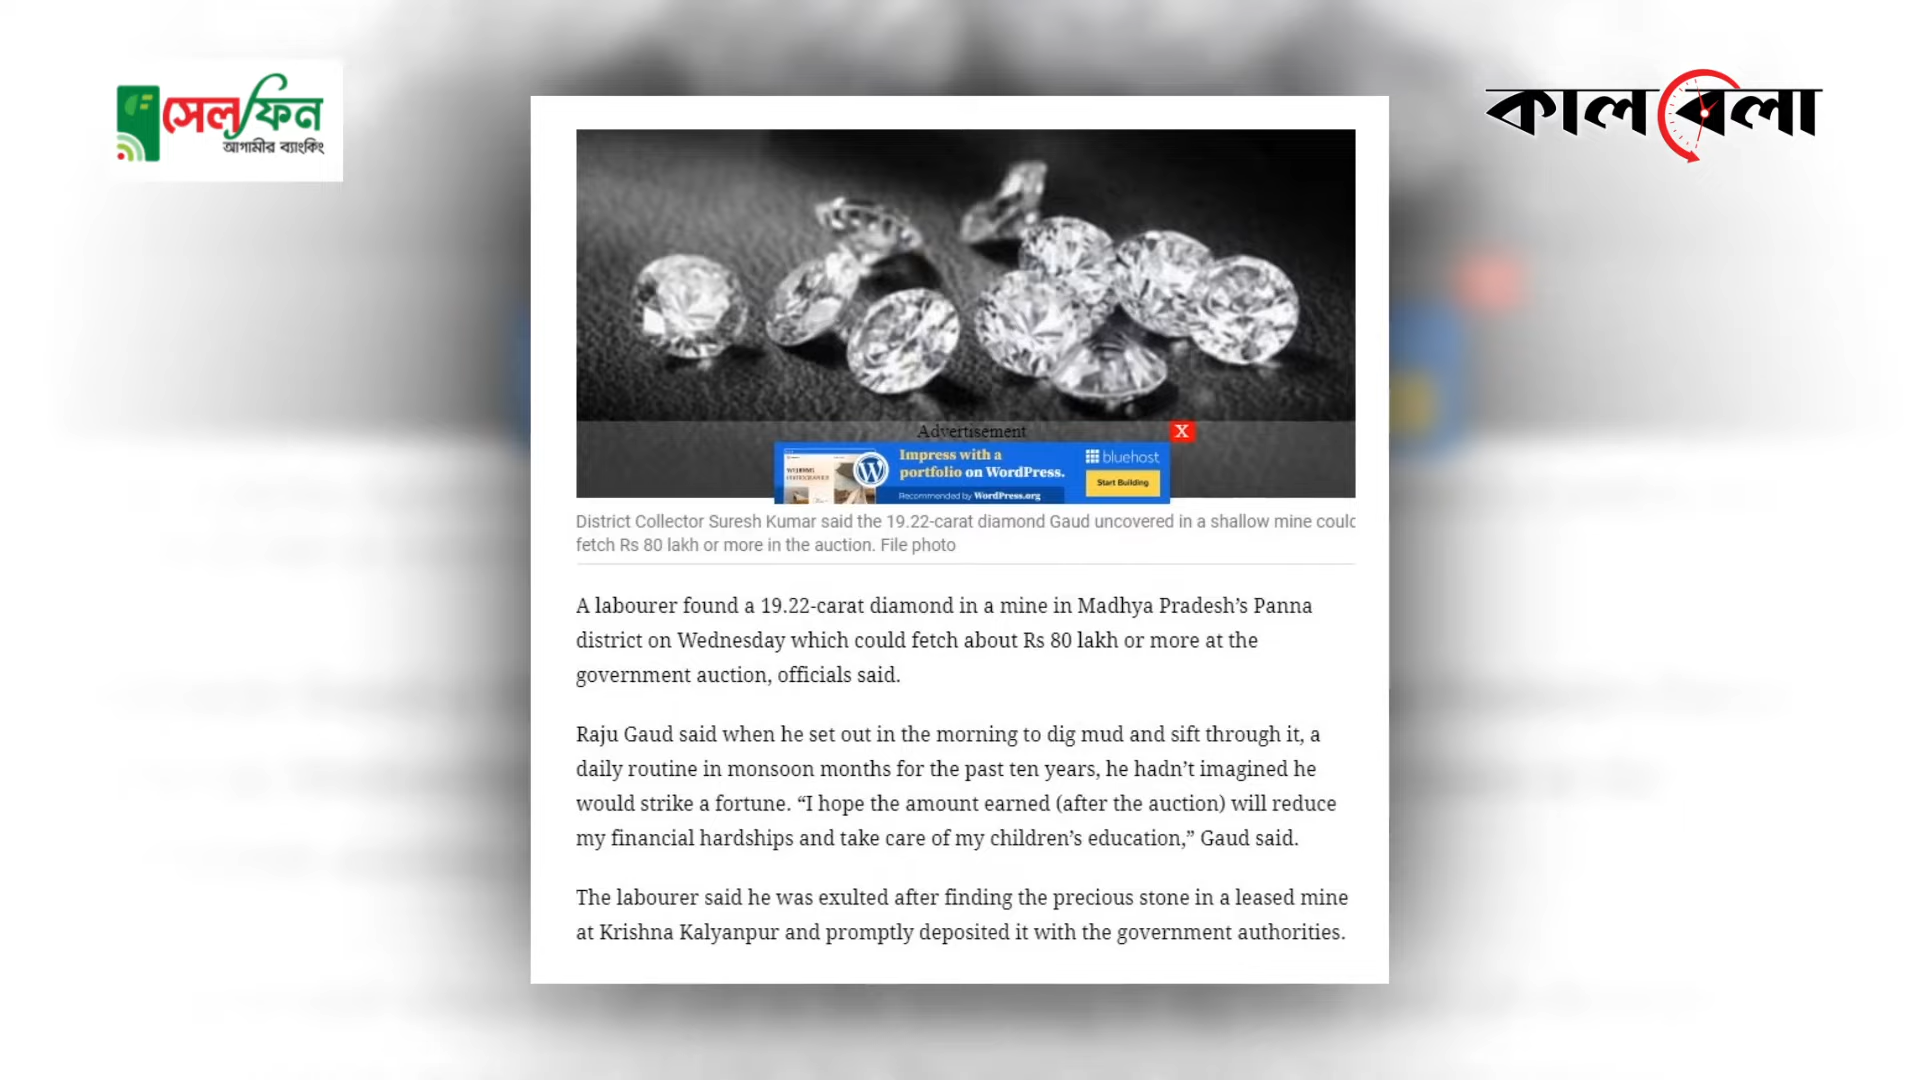 সেলফিন
আগামীর ব্যাংকিং
কালবেলা
Advertisement
X
Impress with a
portfolio on WordPress.
Recommended by WordPress.org
bluehost
Start Building
District Collector Suresh Kumar said the 19.22-carat diamond Gaud uncovered in a shallow mine could
fetch Rs 80 lakh or more in the auction. File photo
A labourer found a 19.22-carat diamond in a mine in Madhya Pradesh’s Panna
district on Wednesday which could fetch about Rs 80 lakh or more at the
government auction, officials said.
Raju Gaud said when he set out in the morning to dig mud and sift through it, a
daily routine in monsoon months for the past ten years, he hadn’t imagined he
would strike a fortune. “I hope the amount earned (after the auction) will reduce
my financial hardships and take care of my children’s education,” Gaud said.
The labourer said he was exulted after finding the precious stone in a leased mine
at Krishna Kalyanpur and promptly deposited it with the government authorities.